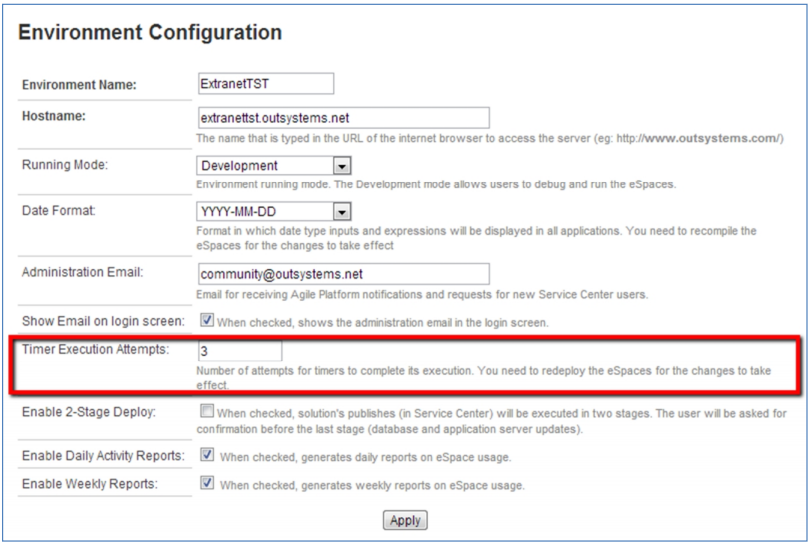 Environment Configuration
Environment Name: ExtranetTST
Hostname: extranettst.outsystems.net
The name that is typed in the URL of the internet browser to access the server (eg: http://www.outsystems.com/)
Running Mode: Development
Environment running mode. The Development mode allows users to debug and run the eSpaces.
Date Format: YYYY-MM-DD
Format in which date type inputs and expressions will be displayed in all applications. You need to recompile the
eSpaces for the changes to take effect
Administration Email: community@outsystems.net
Email for receiving Agile Platform notifications and requests for new Service Center users.
Show Email on login screen: When checked, shows the administration email in the login screen.
Timer Execution Attempts: 3
Number of attempts for timers to complete its execution. You need to redeploy the eSpaces for the changes to take
effect.
Enable 2-Stage Deploy: When checked, solution's publishes (in Service Center) will be executed in two stages. The user will be asked for
confirmation before the last stage (database and application server updates).
Enable Daily Activity Reports: When checked, generates daily reports on eSpace usage.
Enable Weekly Reports: When checked, generates weekly reports on eSpace usage.
Apply